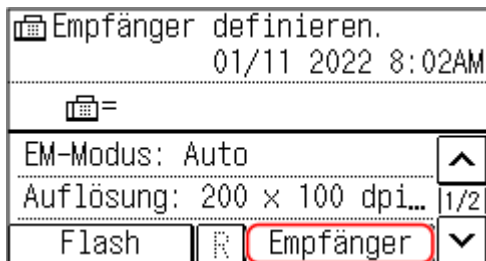 Empfänger definieren.
01/11 2022 8:02AM
=
EM-Modus: Auto
Auflösung: 200 × 100 dpi…
1/2
Flash R Empfänger